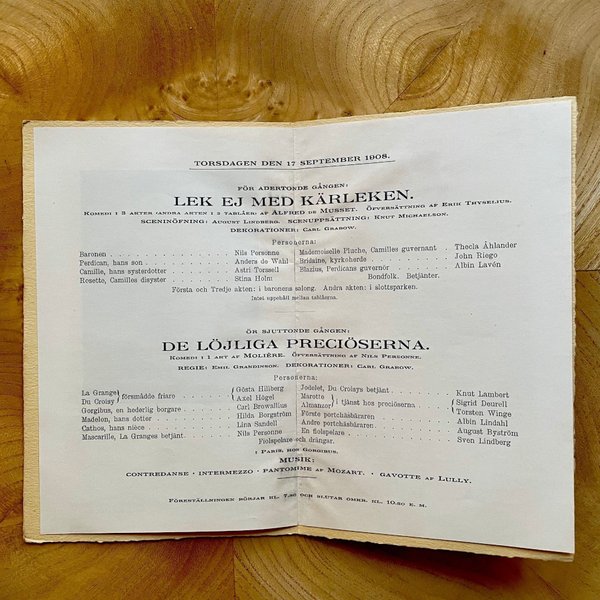 TORSDAGEN DEN 17 SEPTEMBER 1908.
FÖR ADERTONDE GÅNGEN:
LEK EJ MED KÄRLEKEN.
KOMEDI I 3 AKTER (ANDRA AKTEN I 2 TABLÅER) AF ALFRED DE MUSSET. ÖFVERSÄTTNING AF ERIK THYSELIUS.
SCENINÖFNING: AUGUST LINDBERG. SCENUPPSÄTTNING: KNUT MICHAELSON.
DEKORATIONER: CARL GRABOW.
Personerna:
Baronen Nils Personne
Perdican, hans son Anders de Wahl
Camille, hans systerdotter Astri Torsell
Rosette, Camilles disyster Stina Holm
Mademoiselle Pluche, Camilles guvernant Thecla Åhlander
Bridaine, kyrkoherde John Riego
Blazius, Perdicans guvernör Albin Lavén
Bondfolk. Betjänter.
Första och Tredje akten: i baronens salong. Andra akten: i slottsparken.
Intet uppehåll mellan tablåerna.
ÖR SJUTTONDE GÅNGEN:
DE LÖJLIGA PRECIÖSERNA.
KOMEDI I 1 AKT AF MOLIÈRE. ÖFVERSÄTTNING AF NILS PERSONNE.
REGIE: EMIL GRANDINSON. DEKORATIONER: CARL GRABOW.
Personerna:
La Grange Gösta Hillberg
Du Croisy } försmådde friare { Axel Högel
Gorgibus, en hederlig borgare Carl Browallius
Madelon, hans dotter Hilda Borgström
Cathos, hans nièce Lina Sandell
Mascarille, La Granges betjänt. Nils Personne
Jodelet, Du Croisys betjänt Knut Lambert
Marotte Sigrid Deurell
Almanzor } i tjänst hos preciöserna { Torsten Winge
Förste portchäsbäraren Albin Lindahl
Andre portchäsbäraren August Byström
En fiolspelare Sven Lindberg
Fiolspelare och drängar.
I PARIS, HOS GORGIBUS.
MUSIK:
CONTREDANSE · INTERMEZZO · PANTOMIME AF MOZART. · GAVOTTE AF LULLY.
FÖRESTÄLLNINGEN BÖRJAR KL. 7.30 OCH SLUTAR OMKR. KL. 10.30 E. M.